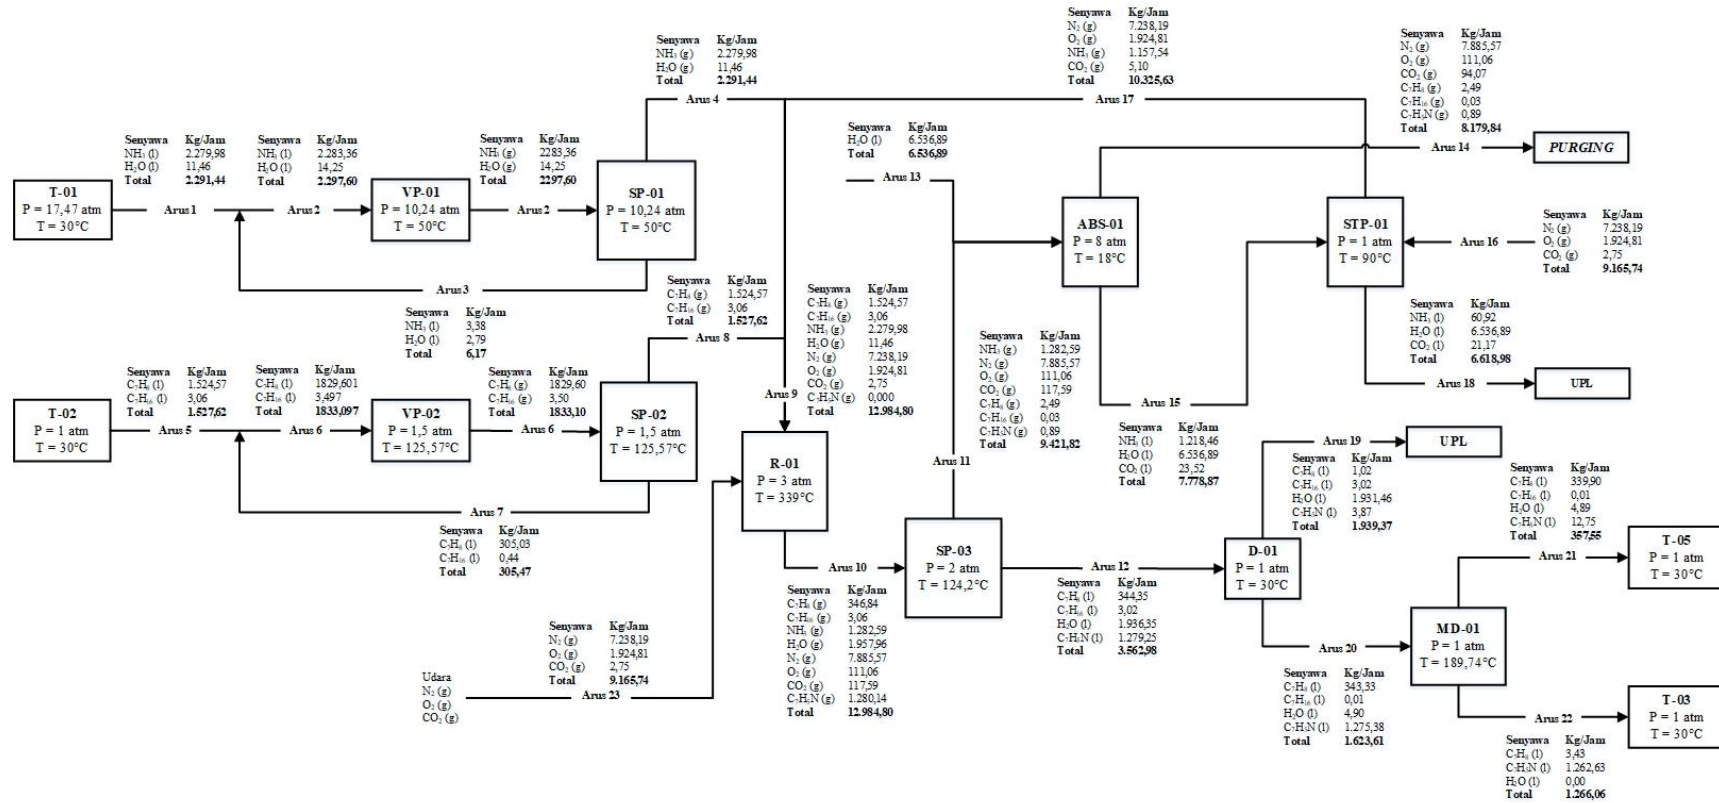 Senyawa Kg/Jam
NH₃ (g) 2.279,98
H₂O (g) 11,46
Total 2.291,44
Arus 4
Senyawa Kg/Jam
N₂ (g) 7.238,19
O₂ (g) 1.924,81
NH₃ (g) 1.157,54
CO₂ (g) 5,10
Total 10.325,63
Arus 17
Senyawa Kg/Jam
N₂ (g) 7.885,57
O₂ (g) 111,06
CO₂ (g) 94,07
C₇H₈ (g) 2,49
C₇H₁₆ (g) 0,03
C₇H₅N (g) 0,89
Total 8.179,84
Arus 14
PURGING
Senyawa Kg/Jam
NH₃ (l) 2.279,98
H₂O (l) 11,46
Total 2.291,44
Senyawa Kg/Jam
NH₃ (l) 2.283,36
H₂O (l) 14,25
Total 2.297,60
Senyawa Kg/Jam
NH₃ (g) 2283,36
H₂O (g) 14,25
Total 2297,60
Senyawa Kg/Jam
H₂O (l) 6.536,89
Total 6.536,89
Arus 13
T-01
P = 17,47 atm
T = 30°C
Arus 1
Arus 2
VP-01
P = 10,24 atm
T = 50°C
Arus 2
SP-01
P = 10,24 atm
T = 50°C
Arus 3
ABS-01
P = 8 atm
T = 18°C
STP-01
P = 1 atm
T = 90°C
Arus 16
Senyawa Kg/Jam
N₂ (g) 7.238,19
O₂ (g) 1.924,81
CO₂ (g) 2,75
Total 9.165,74
Senyawa Kg/Jam
NH₃ (l) 3,38
H₂O (l) 2,79
Total 6,17
Senyawa Kg/Jam
C₇H₈ (g) 1.524,57
C₇H₁₆ (g) 3,06
Total 1.527,62
Arus 8
Senyawa Kg/Jam
C₇H₈ (g) 1.524,57
C₇H₁₆ (g) 3,06
NH₃ (g) 2.279,98
H₂O (g) 11,46
N₂ (g) 7.238,19
O₂ (g) 1.924,81
CO₂ (g) 2,75
C₇H₅N (g) 0,000
Total 12.984,80
Arus 9
Senyawa Kg/Jam
NH₃ (g) 1.282,59
N₂ (g) 7.885,57
O₂ (g) 111,06
CO₂ (g) 117,59
C₇H₈ (g) 2,49
C₇H₁₆ (g) 0,03
C₇H₅N (g) 0,89
Total 9.421,82
Arus 11
Arus 15
Senyawa Kg/Jam
NH₃ (l) 1.218,46
H₂O (l) 6.536,89
CO₂ (l) 23,52
Total 7.778,87
Senyawa Kg/Jam
NH₃ (l) 60,92
H₂O (l) 6.536,89
CO₂ (l) 21,17
Total 6.618,98
Arus 18
UPL
Senyawa Kg/Jam
C₇H₈ (l) 1.524,57
C₇H₁₆ (l) 3,06
Total 1.527,62
Senyawa Kg/Jam
C₇H₈ (l) 1829,601
C₇H₁₆ (l) 3,497
Total 1833,097
Senyawa Kg/Jam
C₇H₈ (g) 1829,60
C₇H₁₆ (g) 3,50
Total 1833,10
T-02
P = 1 atm
T = 30°C
Arus 5
Arus 6
VP-02
P = 1,5 atm
T = 125,57°C
Arus 6
SP-02
P = 1,5 atm
T = 125,57°C
Arus 7
Senyawa Kg/Jam
C₇H₈ (l) 305,03
C₇H₁₆ (l) 0,44
Total 305,47
R-01
P = 3 atm
T = 339°C
Arus 10
Senyawa Kg/Jam
C₇H₈ (g) 346,84
C₇H₁₆ (g) 3,06
NH₃ (g) 1.282,59
H₂O (g) 1.957,96
N₂ (g) 7.885,57
O₂ (g) 111,06
CO₂ (g) 117,59
C₇H₅N (g) 1.280,14
Total 12.984,80
SP-03
P = 2 atm
T = 124,2°C
Arus 12
Senyawa Kg/Jam
C₇H₈ (l) 344,35
C₇H₁₆ (l) 3,02
H₂O (l) 1.936,35
C₇H₅N (l) 1.279,25
Total 3.562,98
D-01
P = 1 atm
T = 30°C
Arus 19
UPL
Senyawa Kg/Jam
C₇H₈ (l) 1,02
C₇H₁₆ (l) 3,02
H₂O (l) 1.931,46
C₇H₅N (l) 3,87
Total 1.939,37
Arus 20
Senyawa Kg/Jam
C₇H₈ (l) 343,33
C₇H₁₆ (l) 0,01
H₂O (l) 4,90
C₇H₅N (l) 1.275,38
Total 1.623,61
MD-01
P = 1 atm
T = 189,74°C
Senyawa Kg/Jam
C₇H₈ (l) 339,90
C₇H₁₆ (l) 0,01
H₂O (l) 4,89
C₇H₅N (l) 12,75
Total 357,55
Arus 21
T-05
P = 1 atm
T = 30°C
Arus 22
T-03
P = 1 atm
T = 30°C
Senyawa Kg/Jam
C₇H₈ (l) 3,43
C₇H₅N (l) 1.262,63
H₂O (l) 0,00
Total 1.266,06
Senyawa Kg/Jam
N₂ (g) 7.238,19
O₂ (g) 1.924,81
CO₂ (g) 2,75
Total 9.165,74
Arus 23
Udara
N₂ (g)
O₂ (g)
CO₂ (g)